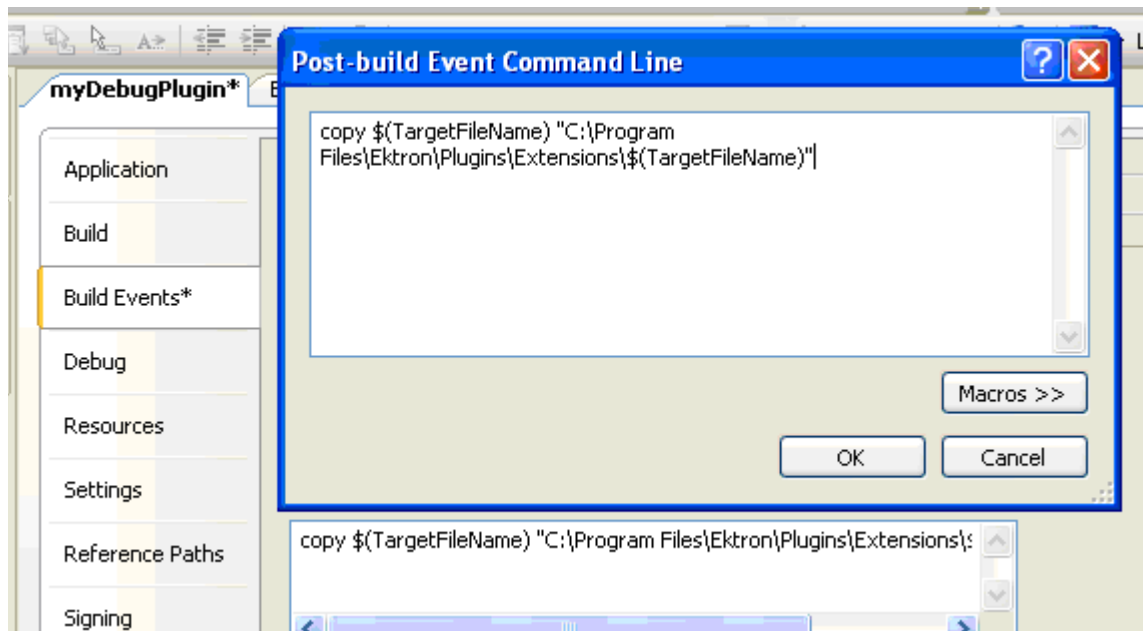 A
L
Post-build Event Command Line
?
myDebugPlugin*
copy $(TargetFileName) "C:\Program
Files\Ektron\Plugins\Extensions\$(TargetFileName)"
Application
Build
Build Events*
Debug
Resources
Settings
Reference Paths
Signing
Macros >>
OK
Cancel
copy $(TargetFileName) "C:\Program Files\Ektron\Plugins\Extensions\